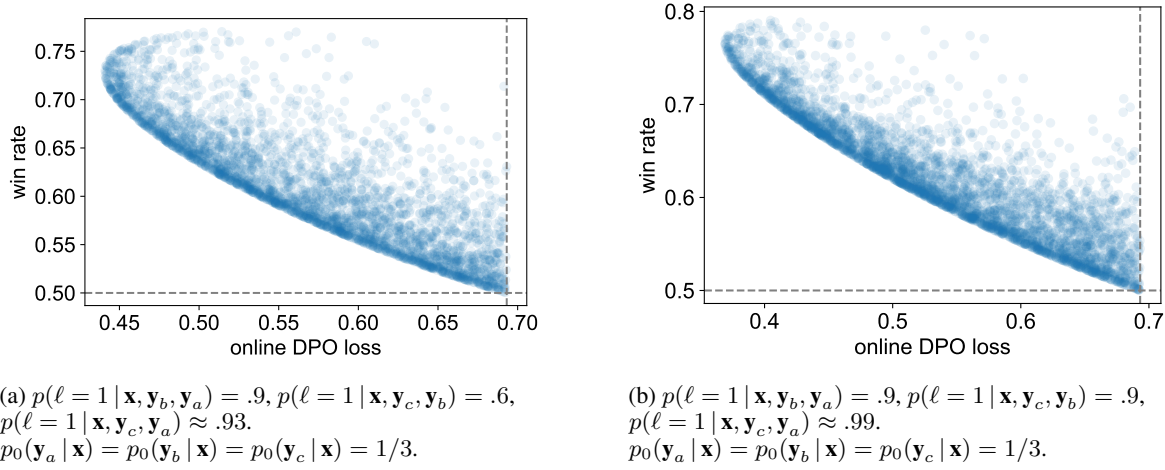 win rate
0.75
0.70
0.65
0.60
0.55
0.50
0.45 0.50 0.55 0.60 0.65 0.70
online DPO loss
(a) p(ℓ = 1 | x, y_b, y_a) = .9, p(ℓ = 1 | x, y_c, y_b) = .6,
p(ℓ = 1 | x, y_c, y_a) ≈ .93.
p_0(y_a | x) = p_0(y_b | x) = p_0(y_c | x) = 1/3.
win rate
0.8
0.7
0.6
0.5
0.4 0.5 0.6 0.7
online DPO loss
(b) p(ℓ = 1 | x, y_b, y_a) = .9, p(ℓ = 1 | x, y_c, y_b) = .9,
p(ℓ = 1 | x, y_c, y_a) ≈ .99.
p_0(y_a | x) = p_0(y_b | x) = p_0(y_c | x) = 1/3.